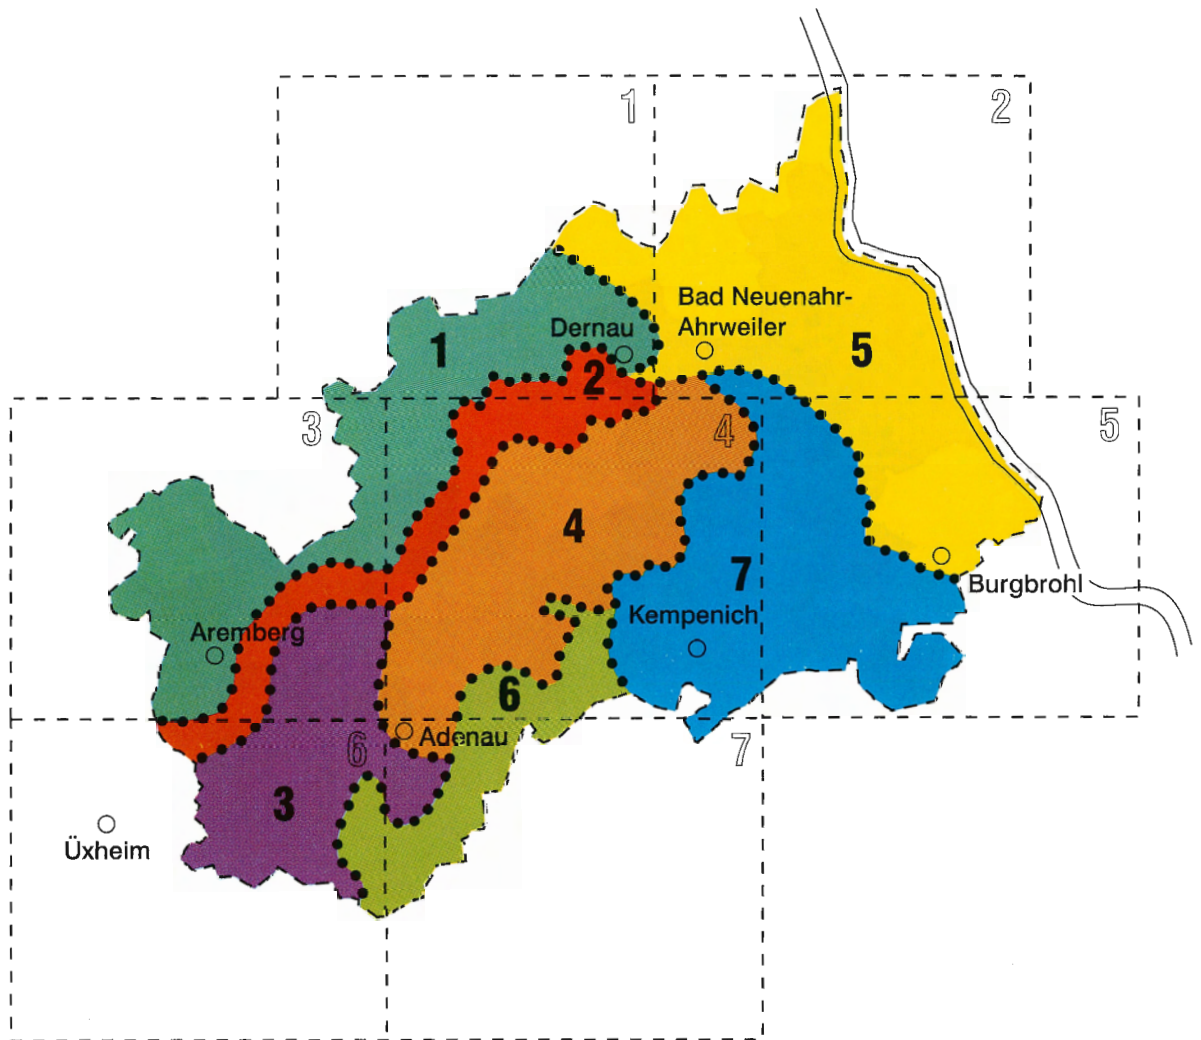 1
2
Bad Neuenahr-
Ahrweiler
Dernau
1
5
2
3
4
5
4
7
Burgbrohl
Kempenich
Aremberg
6
Adenau
6
7
3
Üxheim